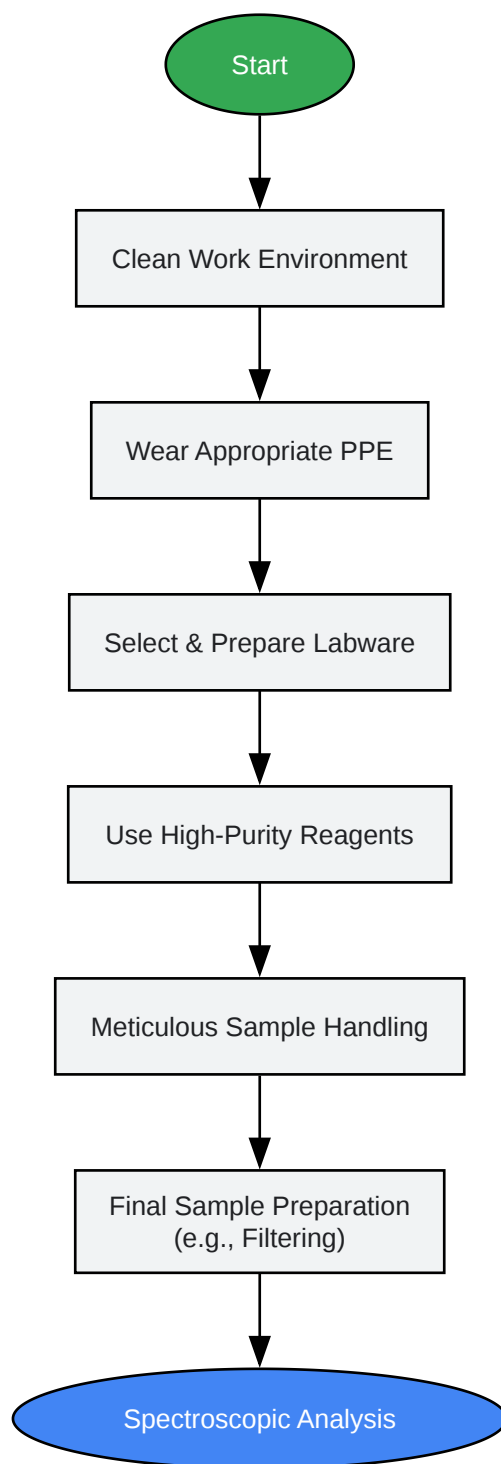 Start
Clean Work Environment
Wear Appropriate PPE
Select & Prepare Labware
Use High-Purity Reagents
Meticulous Sample Handling
Final Sample Preparation
(e.g., Filtering)
Spectroscopic Analysis